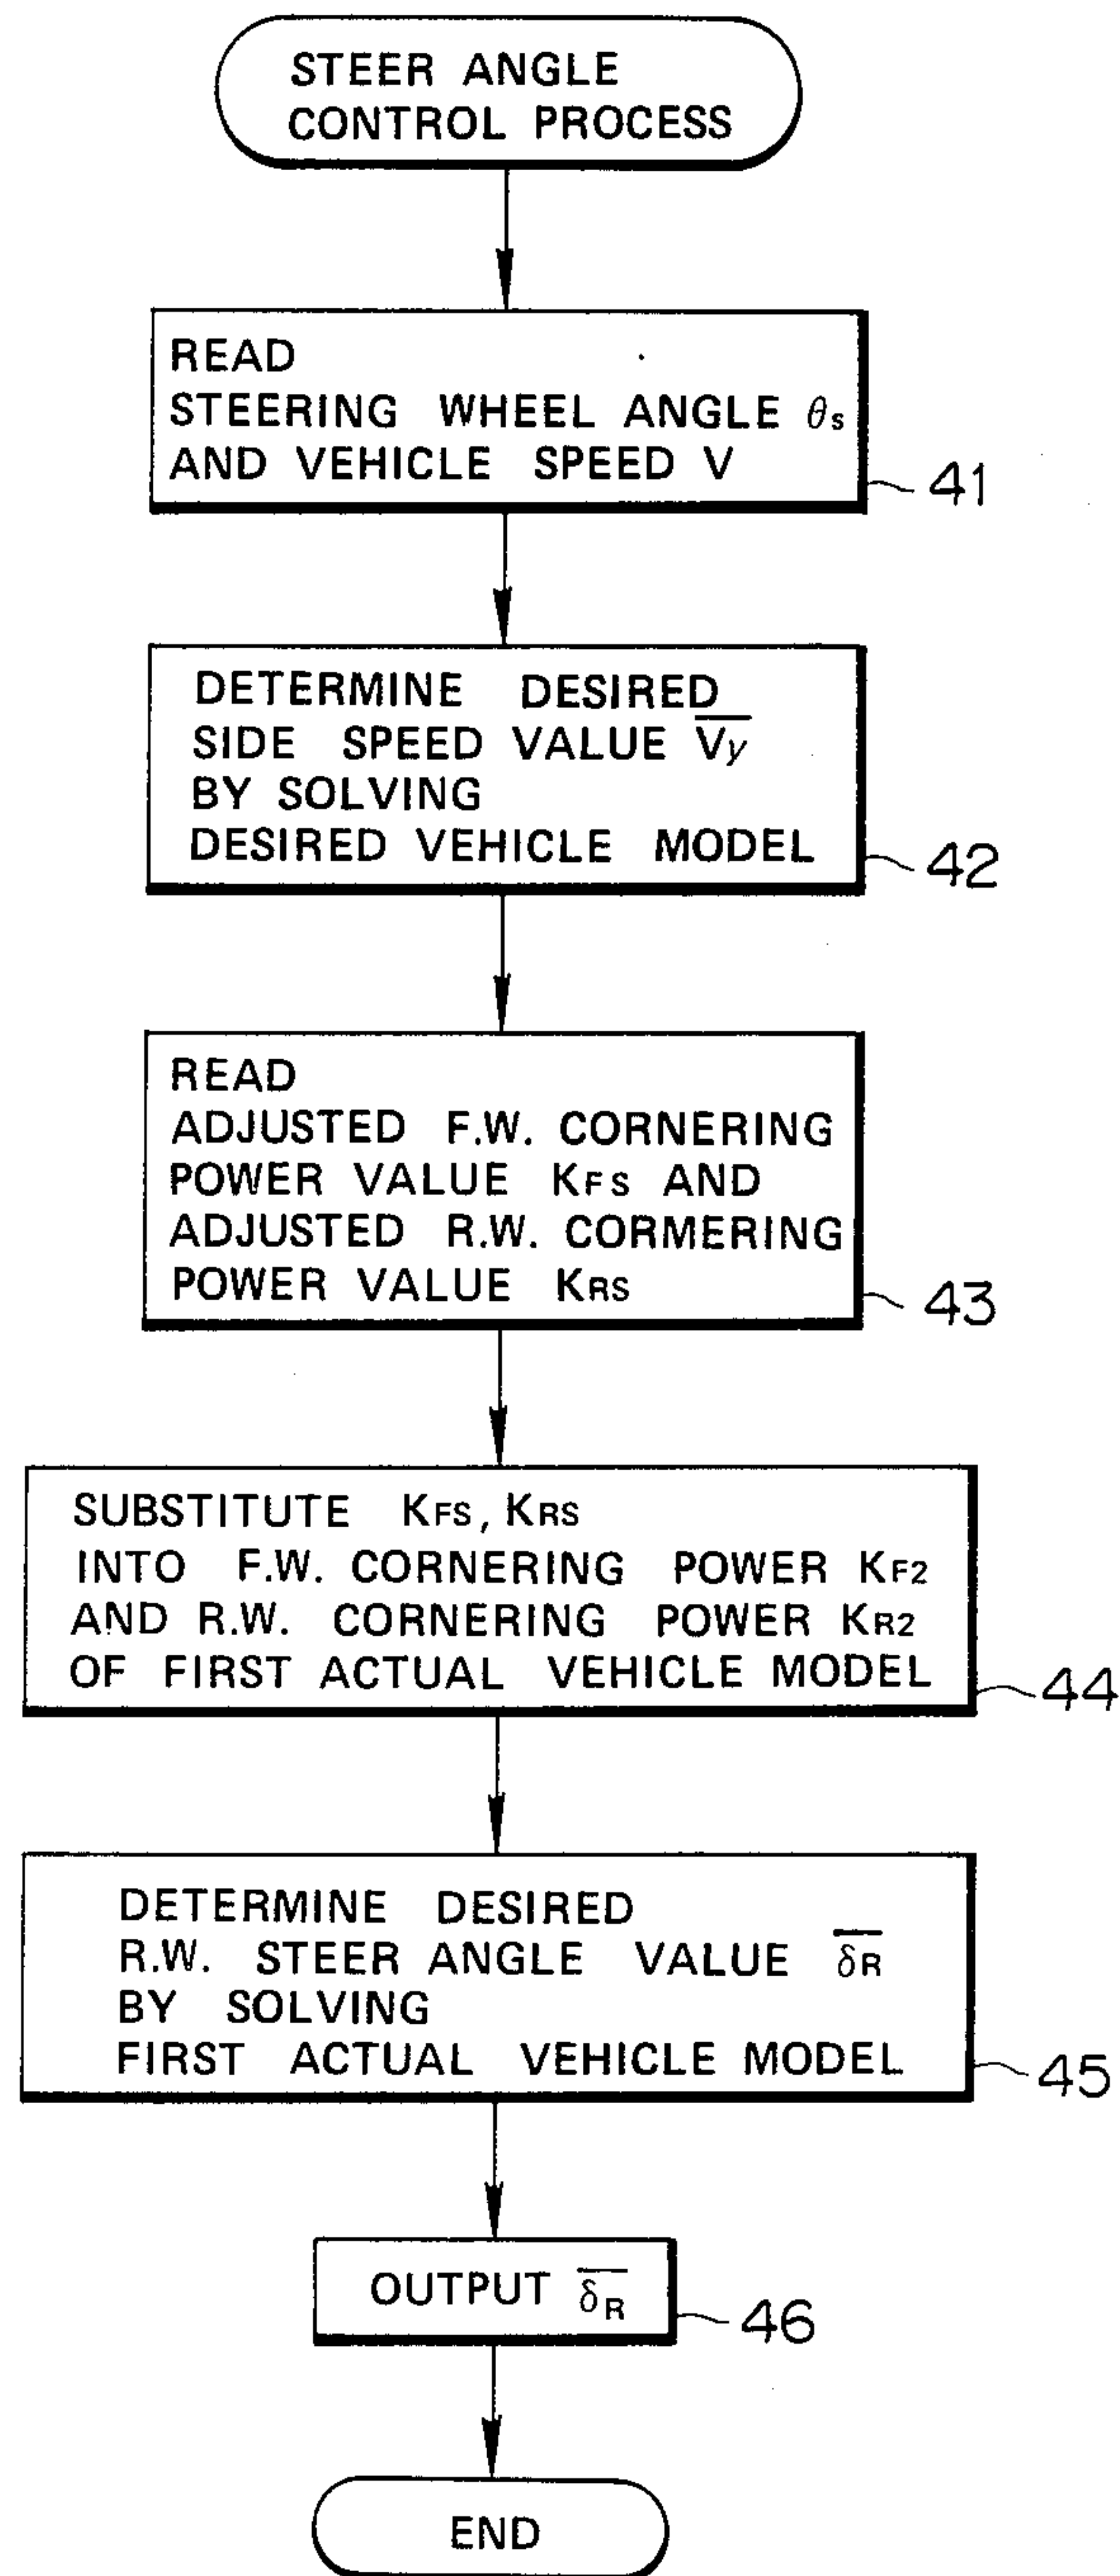 STEER ANGLE
CONTROL PROCESS
READ
STEERING WHEEL ANGLE θs
AND VEHICLE SPEED V
41
DETERMINE DESIRED
SIDE SPEED VALUE V̅y̅
BY SOLVING
DESIRED VEHICLE MODEL
42
READ
ADJUSTED F.W. CORNERING
POWER VALUE KFS AND
ADJUSTED R.W. CORMERING
POWER VALUE KRS
43
SUBSTITUTE KFS, KRS
INTO F.W. CORNERING POWER KF2
AND R.W. CORNERING POWER KR2
OF FIRST ACTUAL VEHICLE MODEL
44
DETERMINE DESIRED
R.W. STEER ANGLE VALUE δ̅R̅
BY SOLVING
FIRST ACTUAL VEHICLE MODEL
45
OUTPUT δ̅R̅
46
END